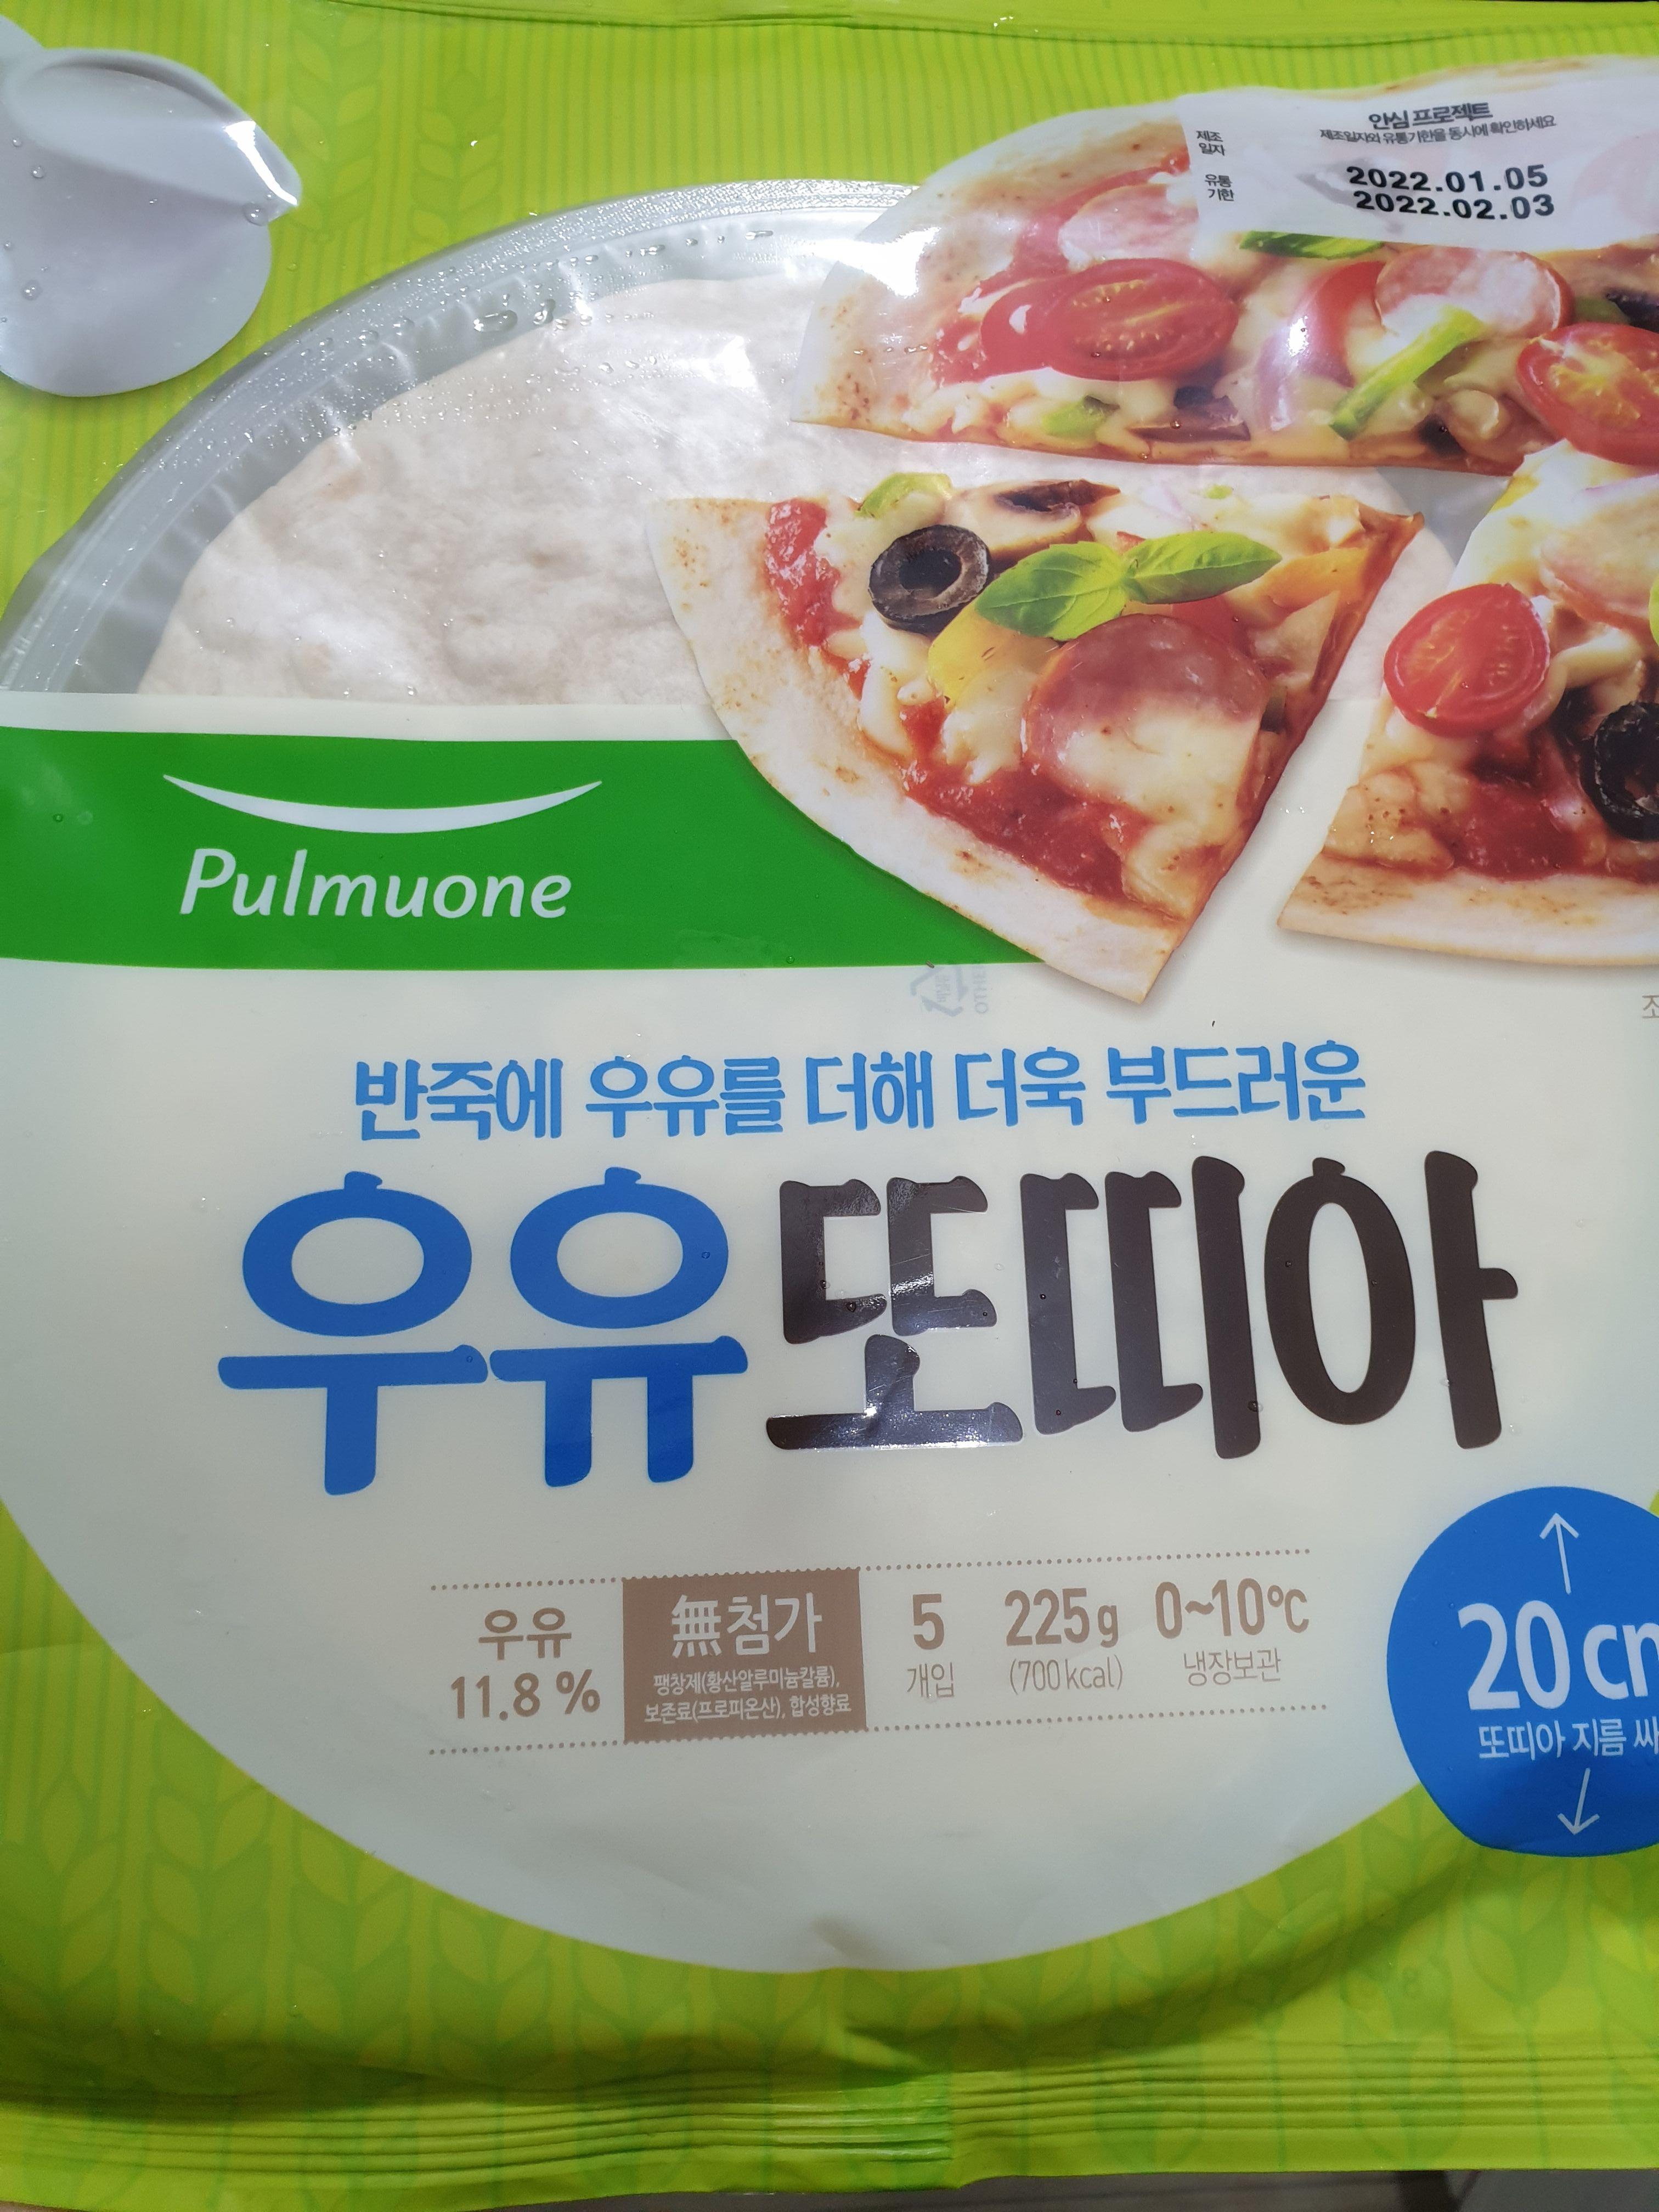 안심 프로젝트
제조일자와 유통기한을 동시에 확인하세요
제조
일자
2022.01.05
유통
기한
2022.02.03
Pulmuone
OTHE
반죽에 우유를 더해 더욱 부드러운
우유또띠아
우유
11.8 %
無첨가
팽창제(황산알루미늄칼륨),
보존료(프로피온산), 합성향료
5
개입
225g
(700kcal)
0~10℃
냉장보관
20cm
또띠아 지름